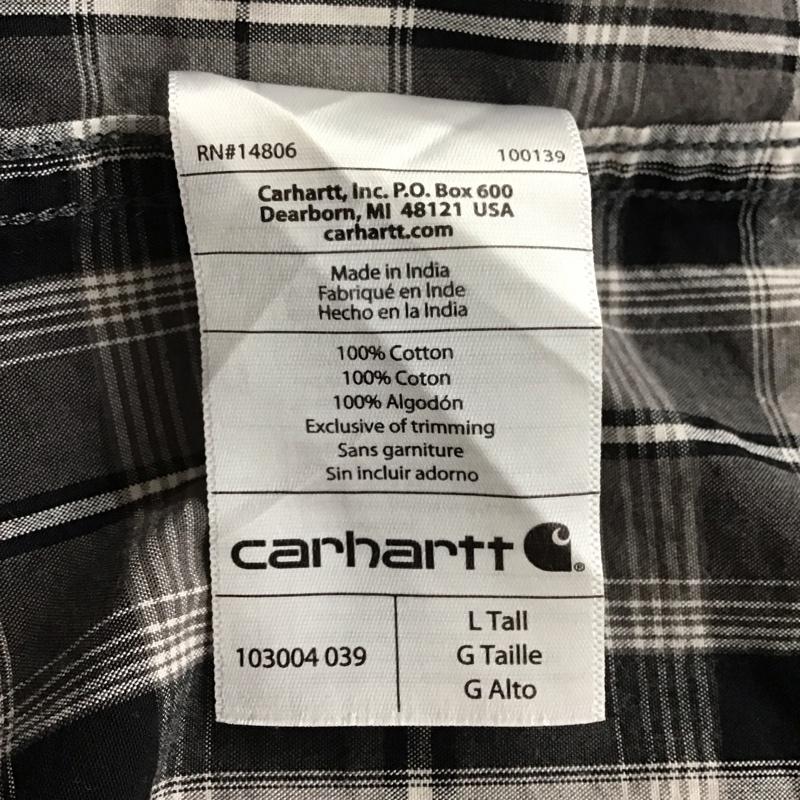 RN#14806 100139
Carhartt, Inc. P.O. Box 600
Dearborn, MI 48121 USA
carhartt.com
Made in India
Fabriqué en Inde
Hecho en la India
100% Cotton
100% Coton
100% Algodón
Exclusive of trimming
Sans garniture
Sin incluir adorno
carhartt ®
103004 039
L Tall
G Taille
G Alto